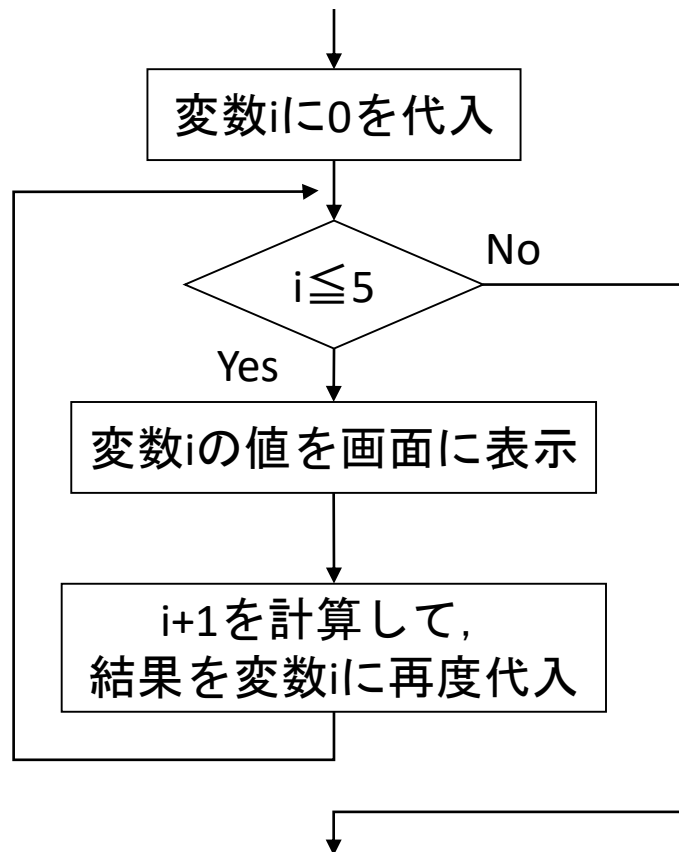 変数iに0を代入
i≦5
No
Yes
変数iの値を画面に表示
i+1を計算して,
結果を変数iに再度代入